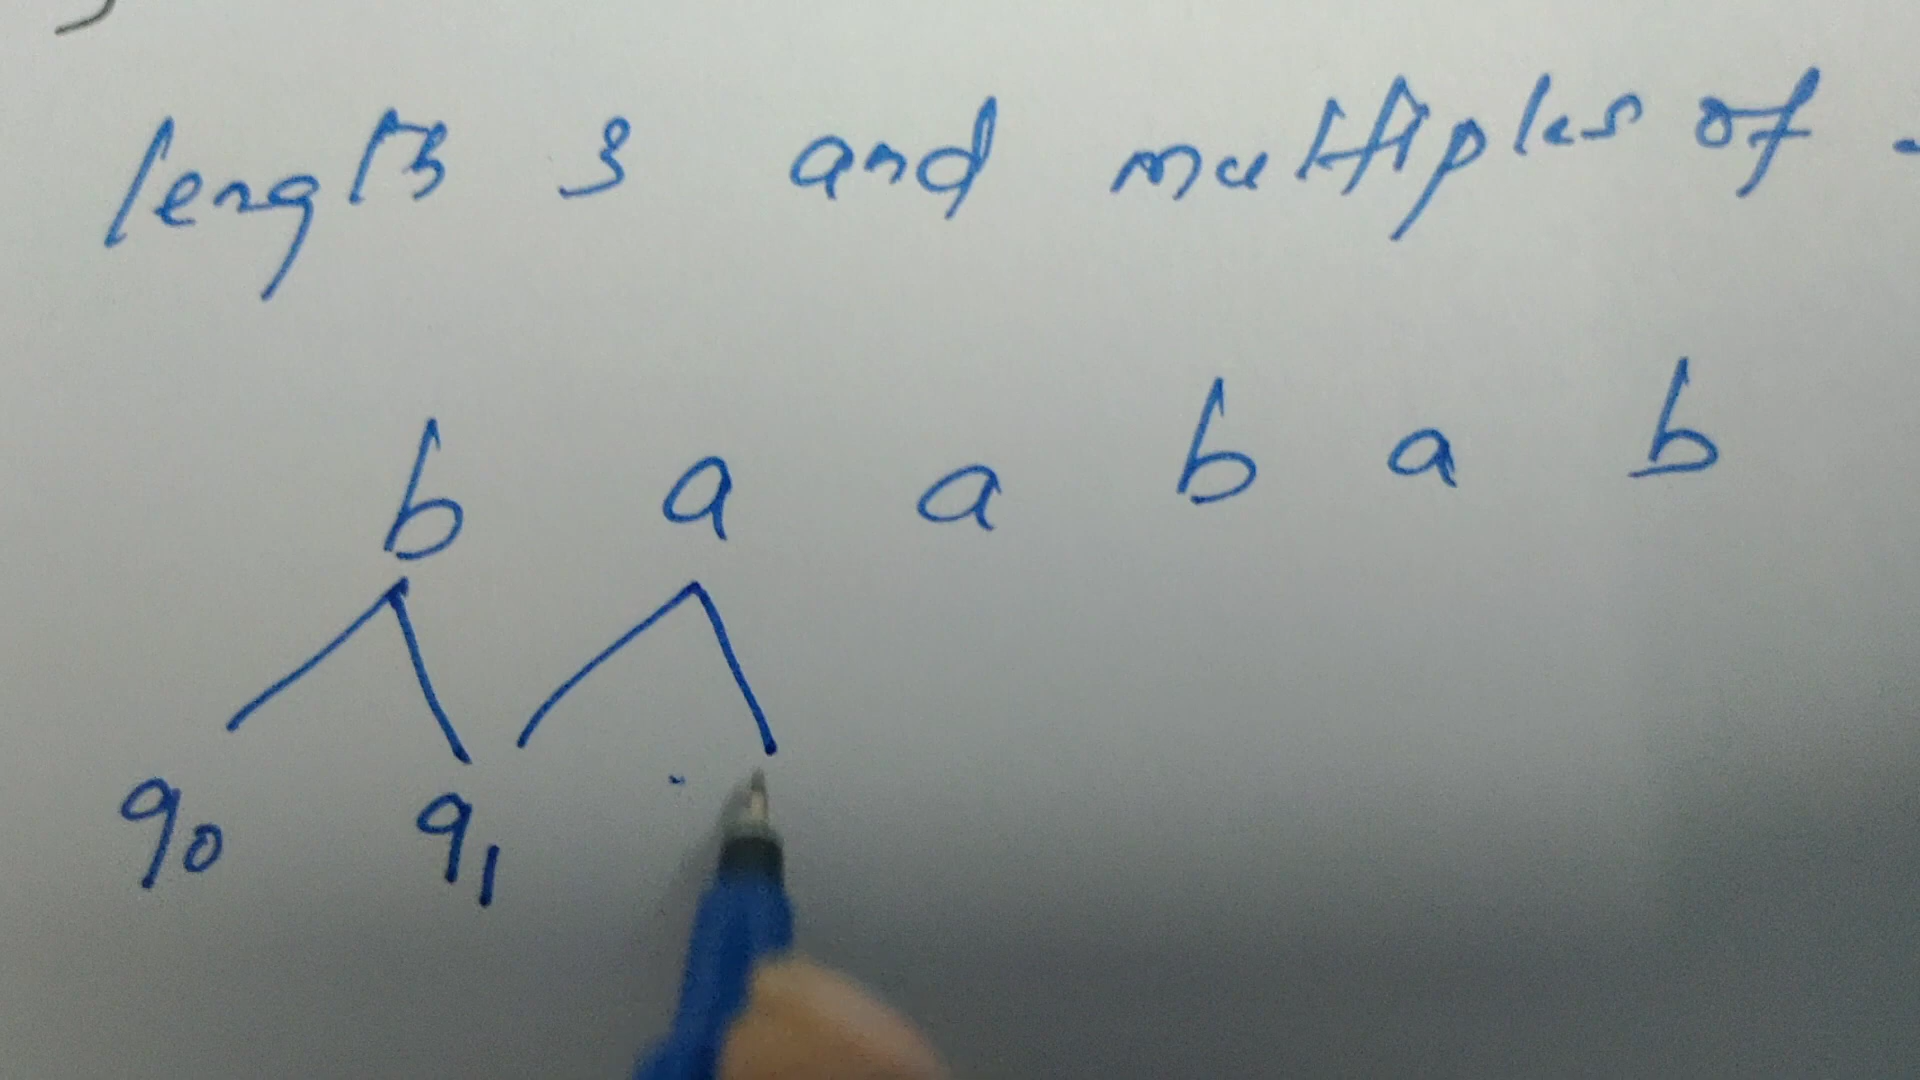 length 3 and multiples of
b a a b a b
q0 q1